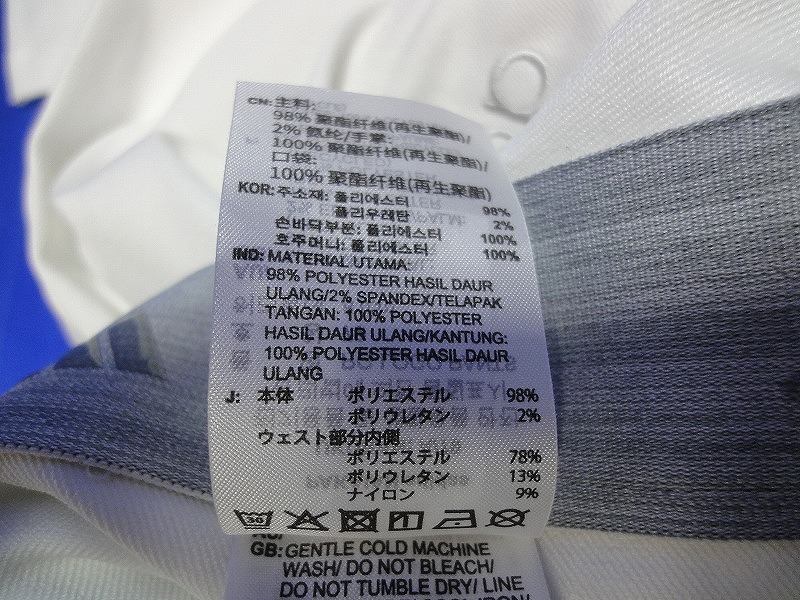 CN: 主料:
98% 聚酯纤维(再生聚酯)/
2% 氨纶/手掌:
100% 聚酯纤维(再生聚酯)/
口袋:
100% 聚酯纤维(再生聚酯)
KOR: 주소재: 폴리에스터 98%
폴리우레탄 2%
손바닥부분: 폴리에스터 100%
호주머니: 폴리에스터 100%
IND: MATERIAL UTAMA:
98% POLYESTER HASIL DAUR
ULANG/2% SPANDEX/TELAPAK
TANGAN: 100% POLYESTER
HASIL DAUR ULANG/KANTUNG:
100% POLYESTER HASIL DAUR
ULANG
J: 本体 ポリエステル 98%
ポリウレタン 2%
ウェスト部分内側
ポリエステル 78%
ポリウレタン 13%
ナイロン 9%
30
GB: GENTLE COLD MACHINE
WASH/ DO NOT BLEACH/
DO NOT TUMBLE DRY/ LINE